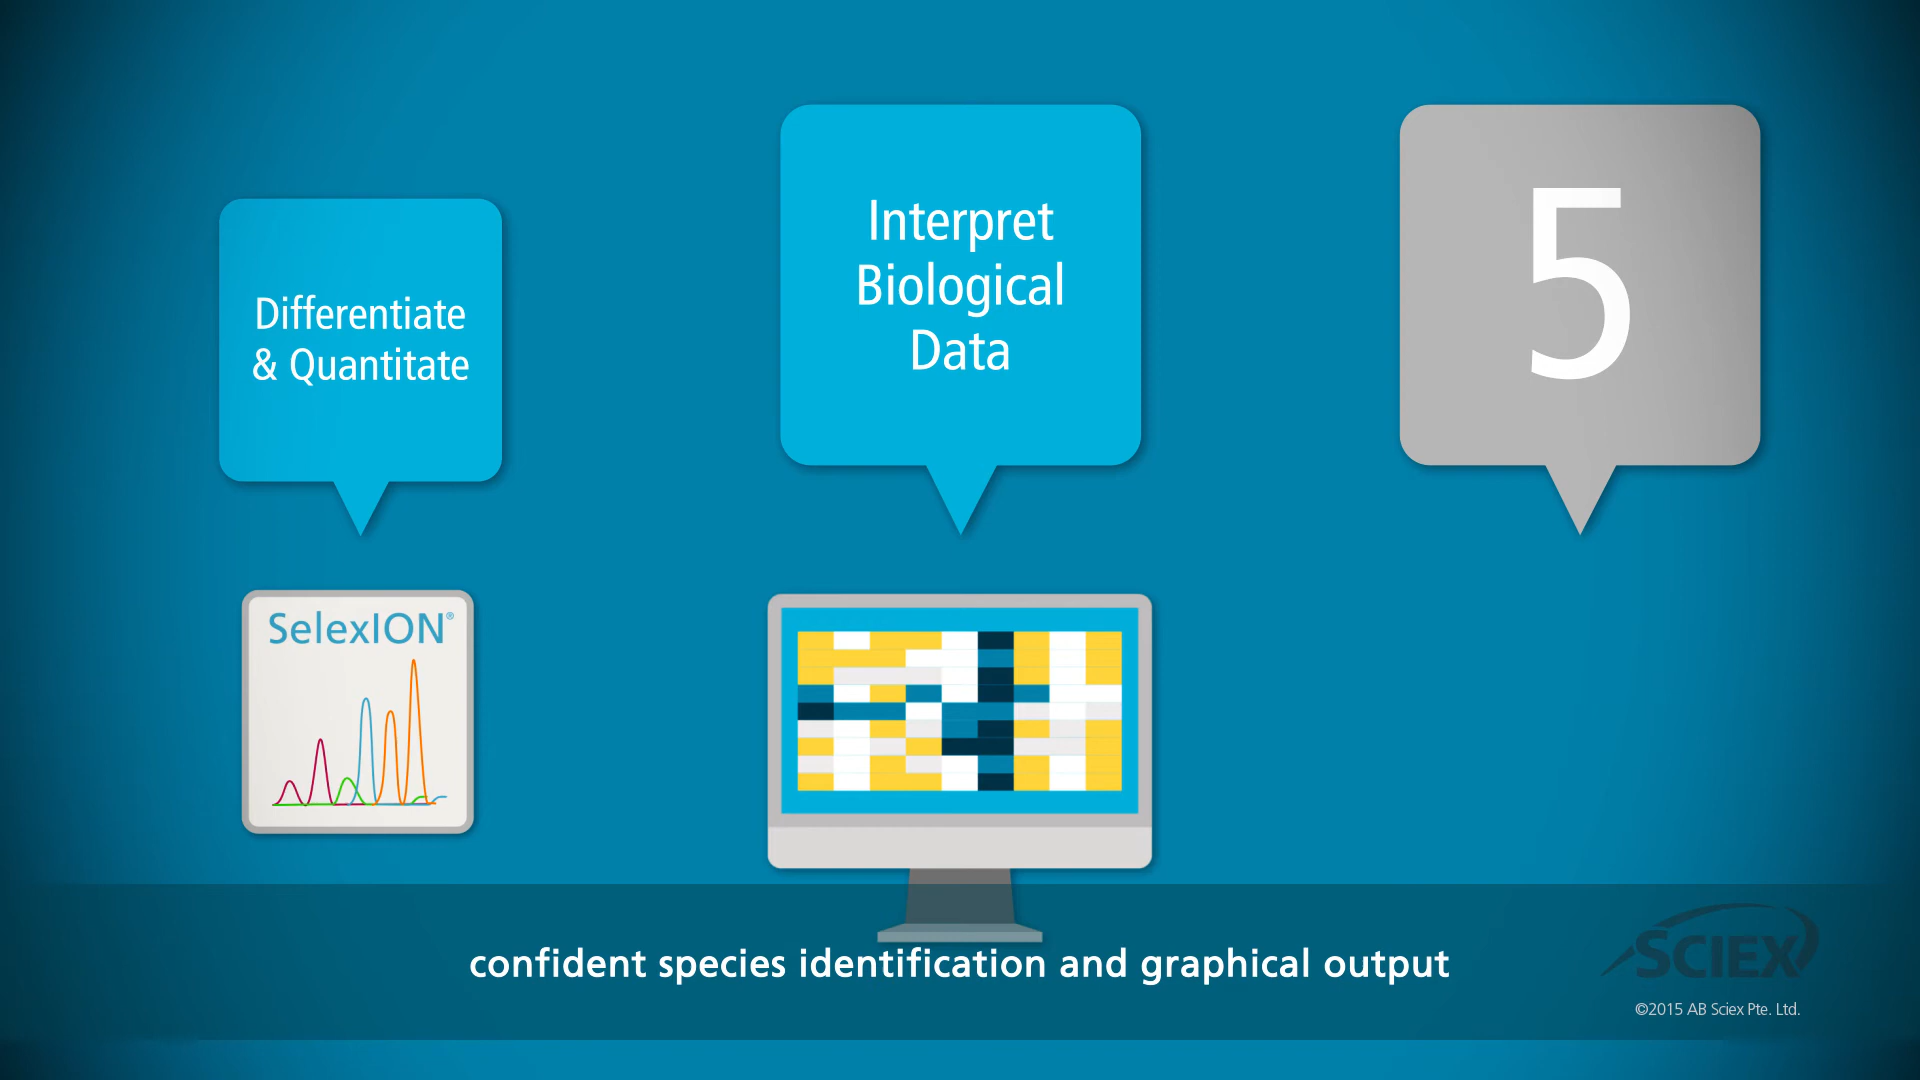 Differentiate
& Quantitate
Interpret
Biological
Data
5
SelexION®
confident species identification and graphical output
SCIEX
©2015 AB Sciex Pte. Ltd.